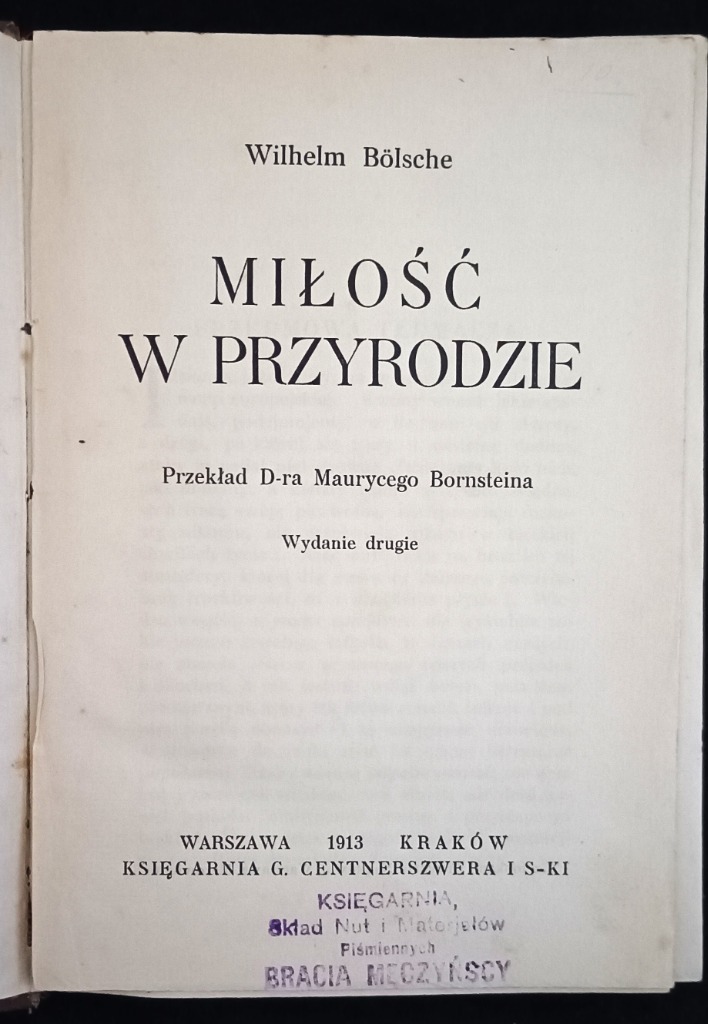 Wilhelm Bölsche
MIŁOŚĆ
W PRZYRODZIE
Przekład D-ra Maurycego Bornsteina
Wydanie drugie
WARSZAWA 1913 KRAKÓW
KSIĘGARNIA G. CENTNERSZWERA I S-KI
KSIĘGARNIA,
Skład Nut i Materjałów
Piśmiennych
BRACIA MĘCZYŃSCY